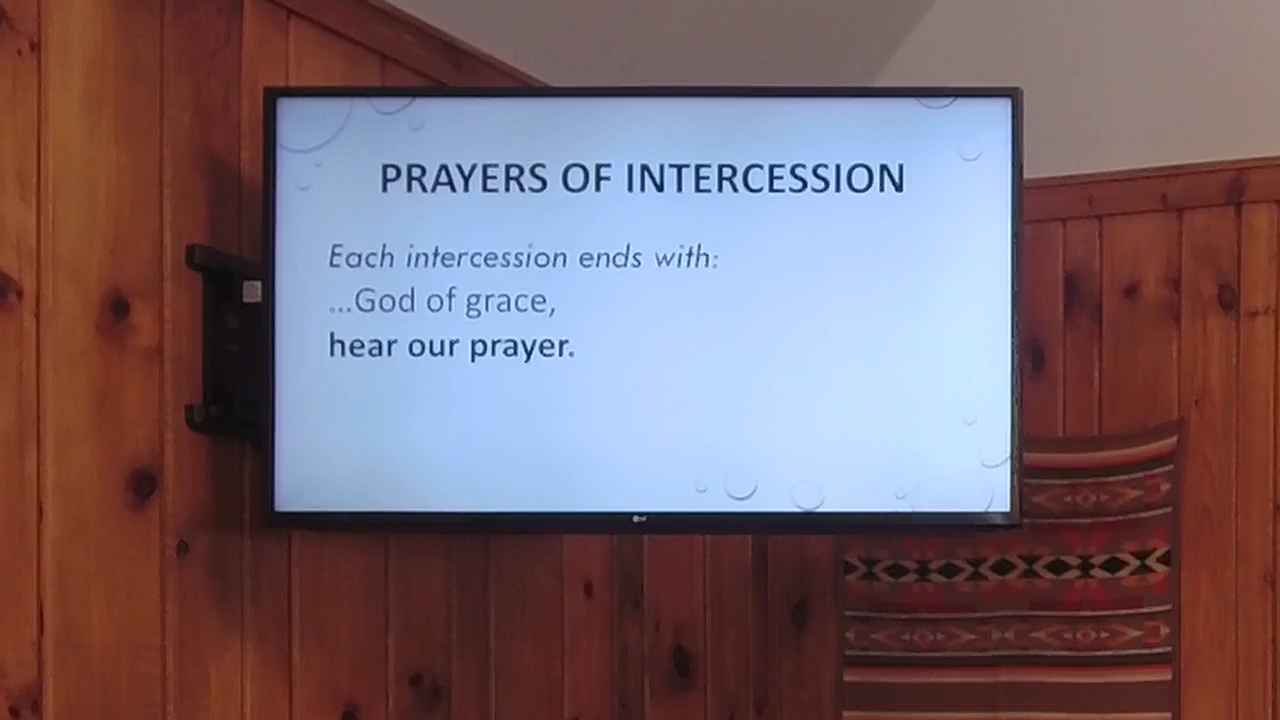 PRAYERS OF INTERCESSION
Each intercession ends with:
...God of grace,
hear our prayer.